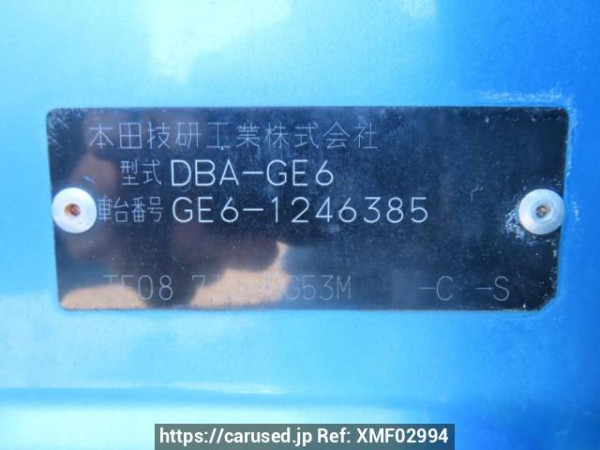 本田技研工業株式会社
型式 DBA-GE6
車台番号 GE6-1246385
-C -S
https://carused.jp Ref: XMF02994